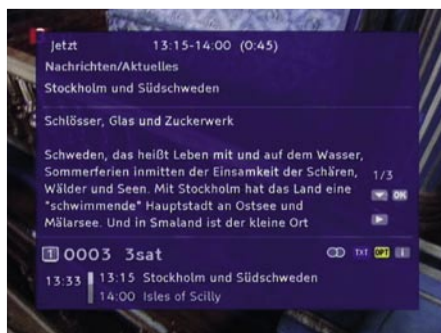 Jetzt 13:15-14:00 (0:45)
Nachrichten/Aktuelles
Stockholm und Südschweden
Schlösser, Glas und Zuckerwerk
Schweden, das heißt Leben mit und auf dem Wasser,
Sommerferien inmitten der Einsamkeit der Schären,
Wälder und Seen. Mit Stockholm hat das Land eine
"schwimmende" Hauptstadt an Ostsee und
Mälarsee. Und in Smaland ist der kleine Ort
1/3
OK
1 0003 3sat TXT OPT i
13:33 13:15 Stockholm und Südschweden
14:00 Isles of Scilly